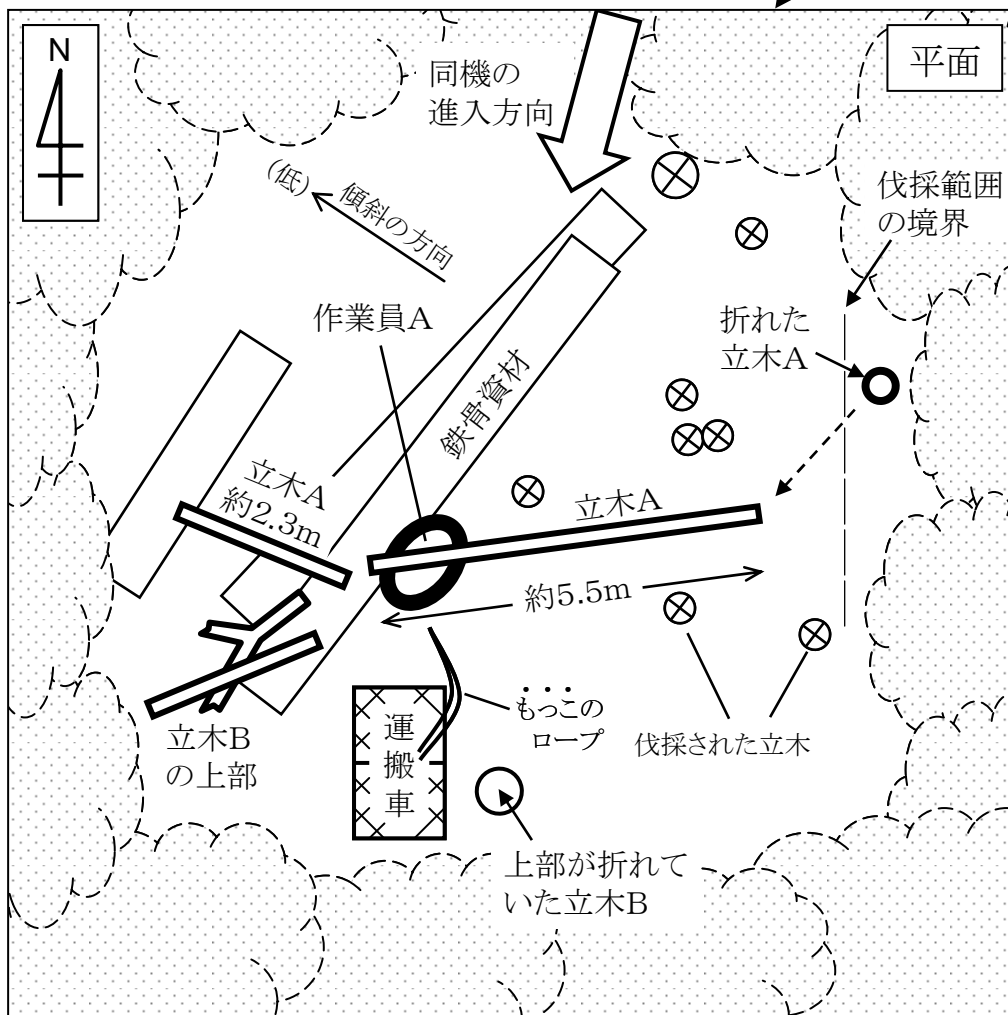 N
平面
同機の
進入方向
(低)
傾斜の方向
伐採範囲
の境界
作業員A
折れた
立木A
鉄骨資材
立木A
約2.3m
立木A
約5.5m
もっこの
ロープ
伐採された立木
運搬車
立木B
の上部
上部が折れて
いた立木B